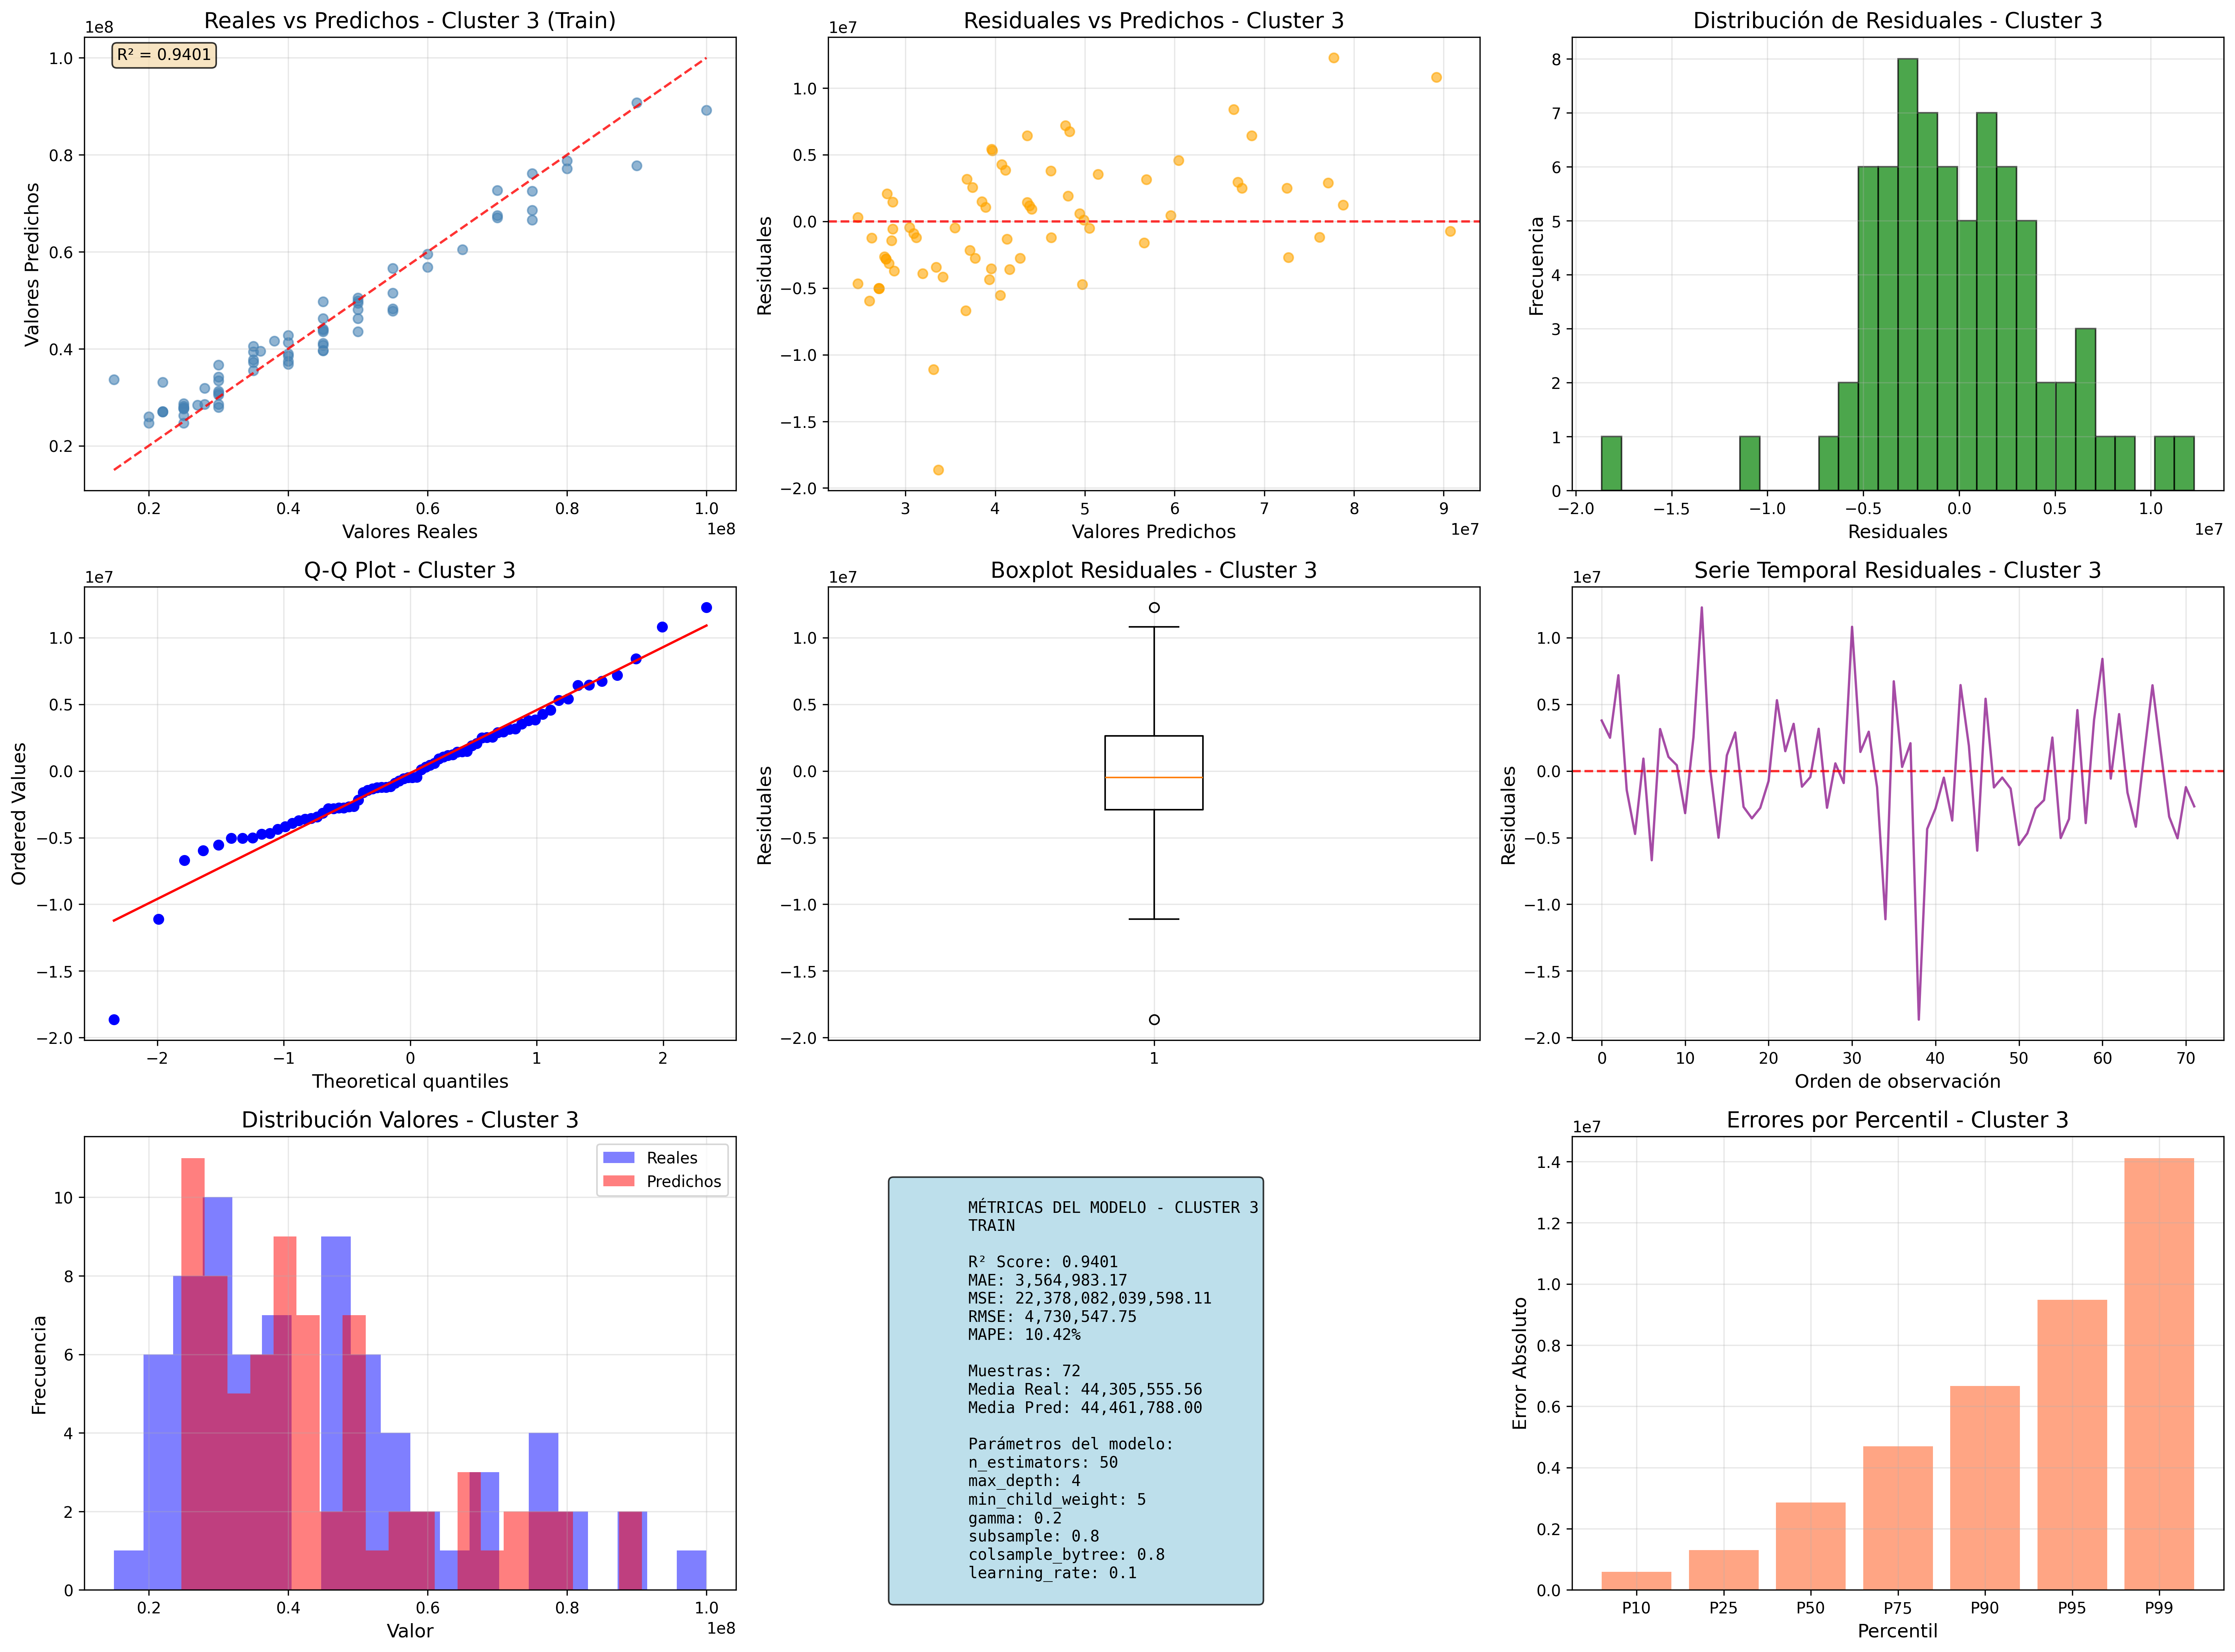 Reales vs Predichos - Cluster 3 (Train)
1e8
R² = 0.9401
1.0
0.8
0.6
0.4
0.2
Valores Predichos
0.2 0.4 0.6 0.8 1.0
1e8
Valores Reales
Residuales vs Predichos - Cluster 3
1e7
1.0
0.5
0.0
−0.5
−1.0
−1.5
−2.0
Residuales
3 4 5 6 7 8 9
1e7
Valores Predichos
Distribución de Residuales - Cluster 3
8
7
6
5
4
3
2
1
0
Frecuencia
−2.0 −1.5 −1.0 −0.5 0.0 0.5 1.0
1e7
Residuales
Q-Q Plot - Cluster 3
1e7
1.0
0.5
0.0
−0.5
−1.0
−1.5
−2.0
Ordered Values
−2 −1 0 1 2
Theoretical quantiles
Boxplot Residuales - Cluster 3
1e7
1.0
0.5
0.0
−0.5
−1.0
−1.5
−2.0
Residuales
1
Serie Temporal Residuales - Cluster 3
1e7
1.0
0.5
0.0
−0.5
−1.0
−1.5
−2.0
Residuales
0 10 20 30 40 50 60 70
Orden de observación
Distribución Valores - Cluster 3
Reales
Predichos
10
8
6
4
2
0
Frecuencia
0.2 0.4 0.6 0.8 1.0
1e8
Valor
MÉTRICAS DEL MODELO - CLUSTER 3
TRAIN
R² Score: 0.9401
MAE: 3,564,983.17
MSE: 22,378,082,039,598.11
RMSE: 4,730,547.75
MAPE: 10.42%
Muestras: 72
Media Real: 44,305,555.56
Media Pred: 44,461,788.00
Parámetros del modelo:
n_estimators: 50
max_depth: 4
min_child_weight: 5
gamma: 0.2
subsample: 0.8
colsample_bytree: 0.8
learning_rate: 0.1
Errores por Percentil - Cluster 3
1e7
1.4
1.2
1.0
0.8
0.6
0.4
0.2
0.0
Error Absoluto
P10 P25 P50 P75 P90 P95 P99
Percentil